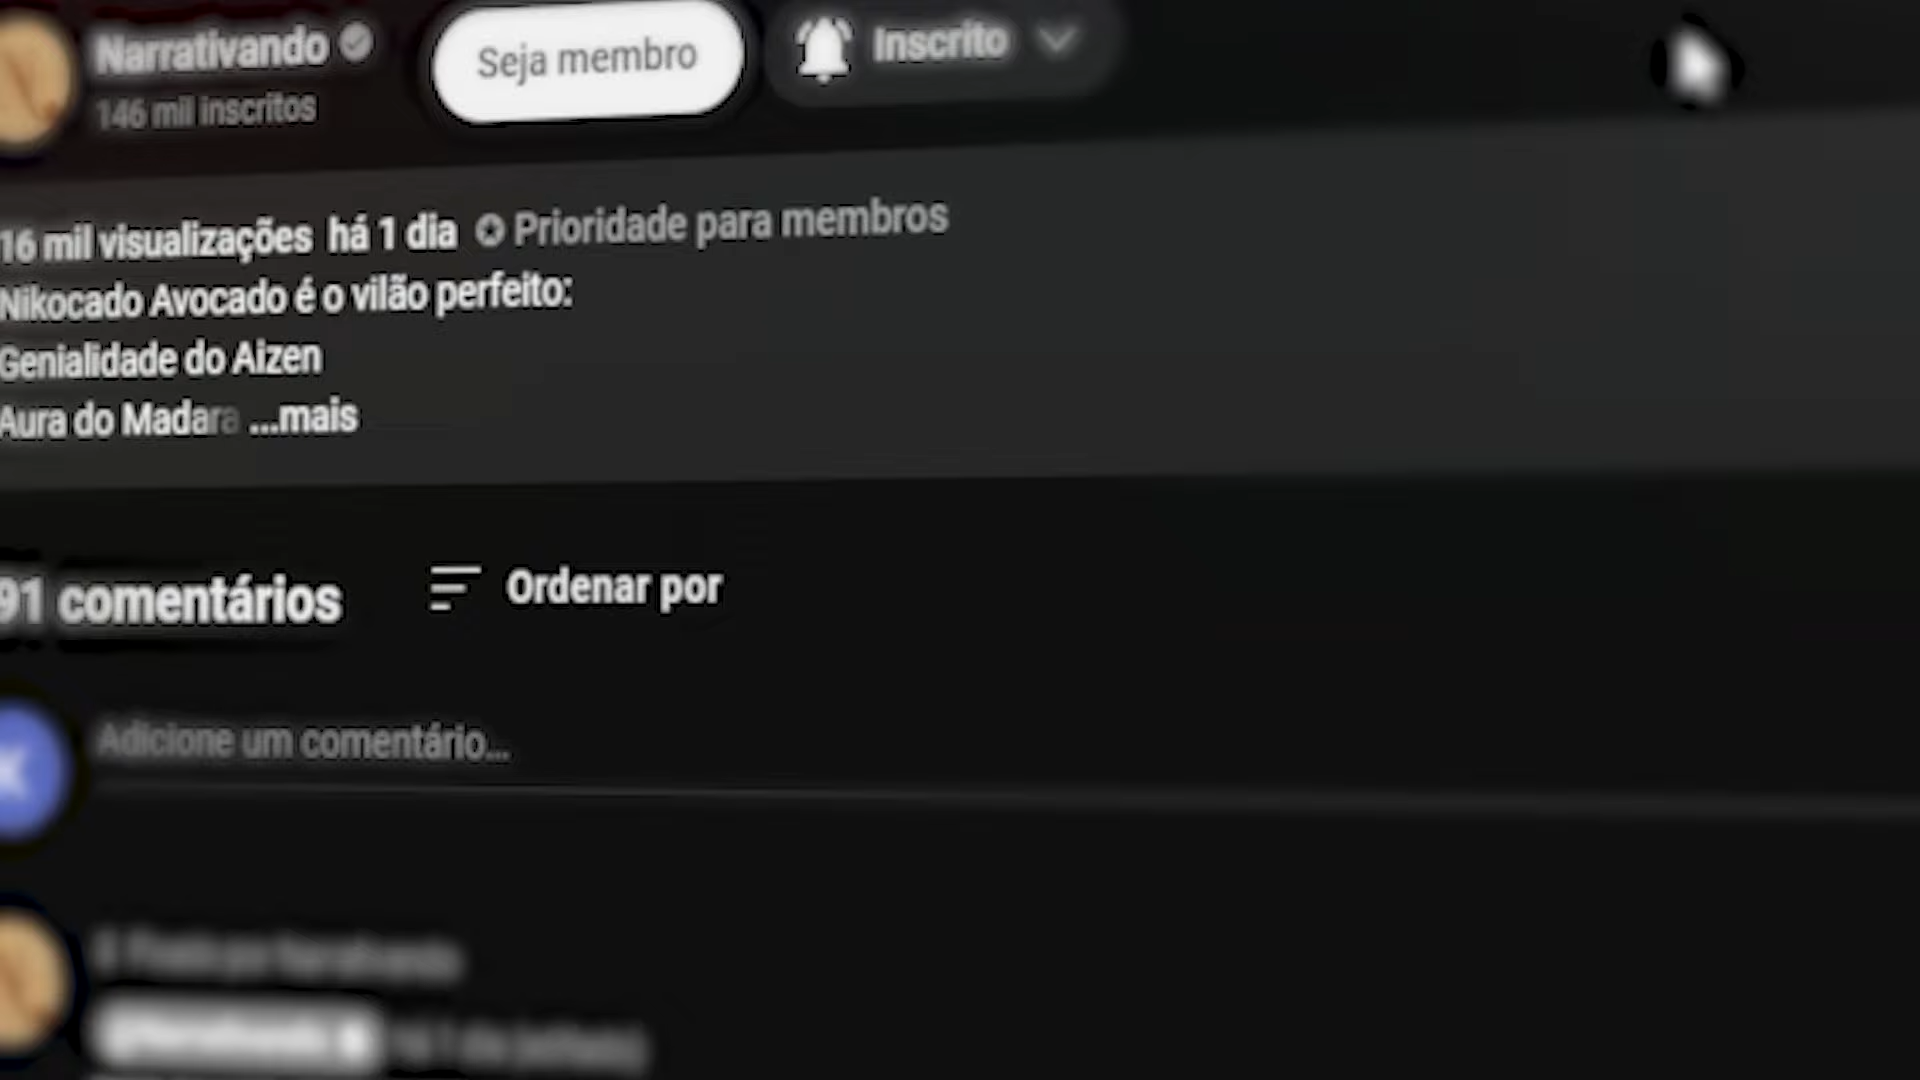 Narrativando
146 mil inscritos
Seja membro
Inscrito
16 mil visualizações há 1 dia Prioridade para membros
Nikocado Avocado é o vilão perfeito:
Genialidade do Aizen
Aura do Madara ...mais
91 comentários
Ordenar por
Adicione um comentário...